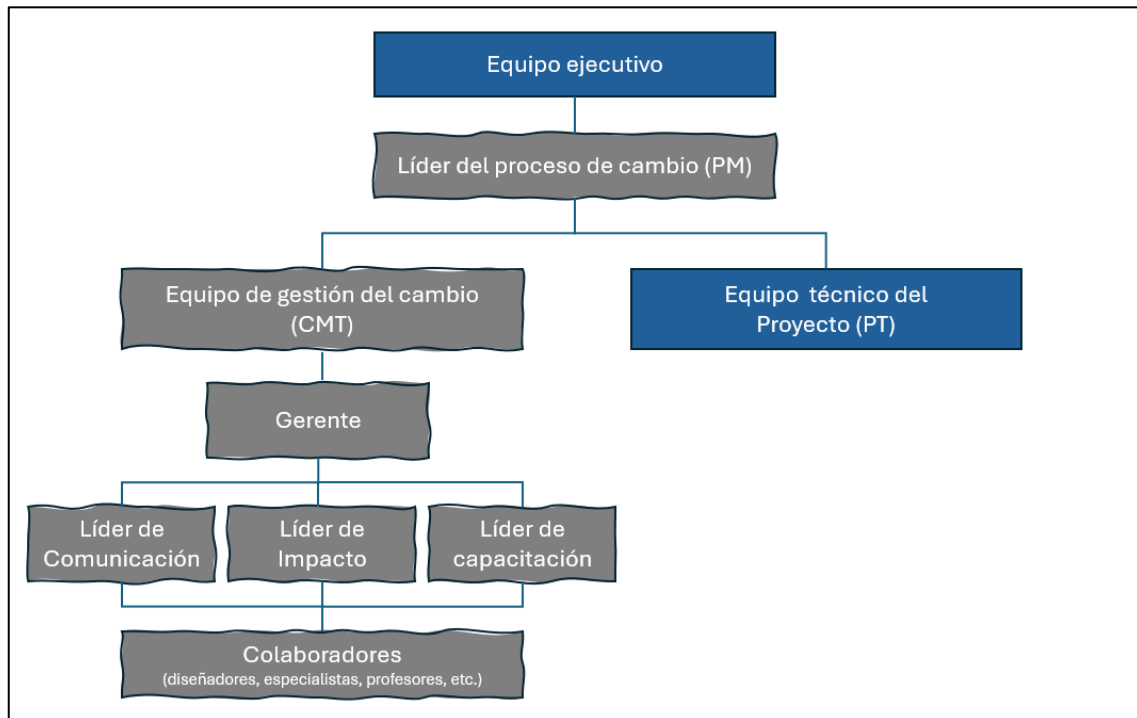 Equipo ejecutivo
Líder del proceso de cambio (PM)
Equipo de gestión del cambio
(CMT)
Equipo técnico del
Proyecto (PT)
Gerente
Líder de
Comunicación
Líder de
Impacto
Líder de
capacitación
Colaboradores
(diseñadores, especialistas, profesores, etc.)